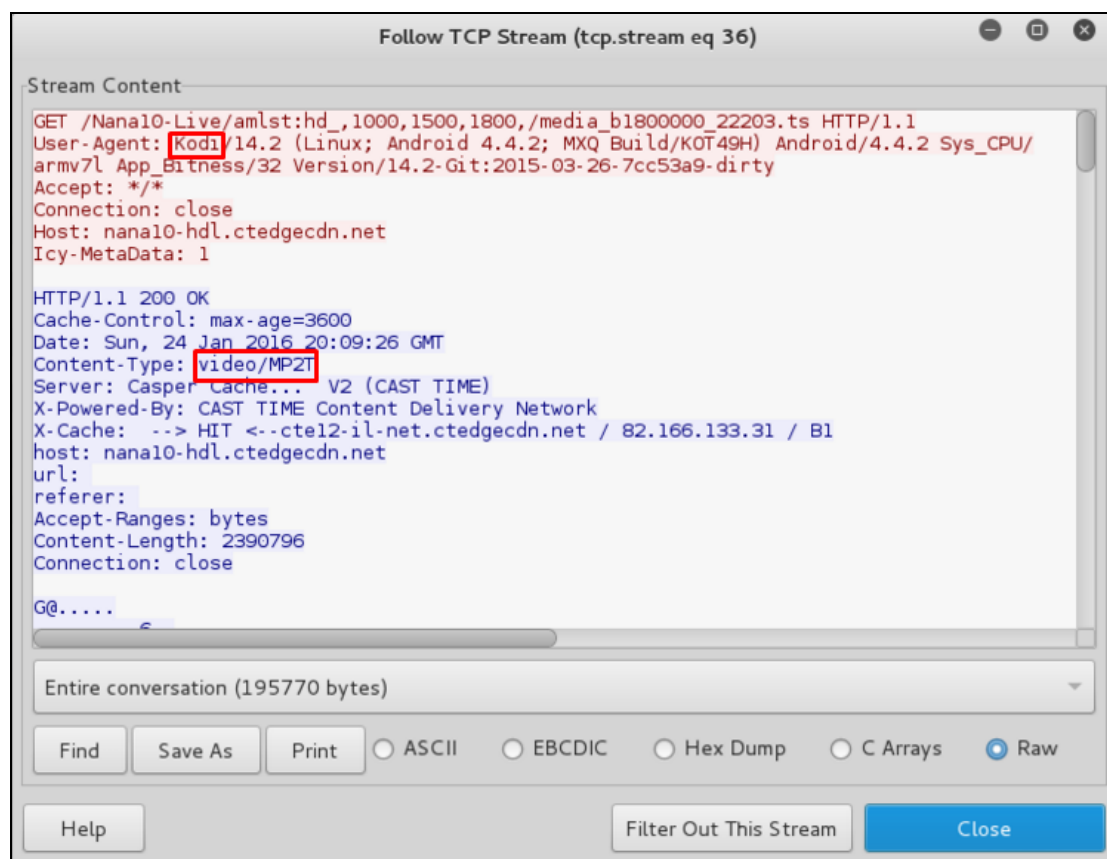 Follow TCP Stream (tcp.stream eq 36)
Stream Content
GET /Nana10-Live/amlst:hd_,1000,1500,1800,/media_b1800000_22203.ts HTTP/1.1
User-Agent: Kodi/14.2 (Linux; Android 4.4.2; MXQ Build/KOT49H) Android/4.4.2 Sys_CPU/
armv7l App_Bitness/32 Version/14.2-Git:2015-03-26-7cc53a9-dirty
Accept: */*
Connection: close
Host: nana10-hdl.ctedgecdn.net
Icy-MetaData: 1
HTTP/1.1 200 OK
Cache-Control: max-age=3600
Date: Sun, 24 Jan 2016 20:09:26 GMT
Content-Type: video/MP2T
Server: Casper Cache... V2 (CAST TIME)
X-Powered-By: CAST TIME Content Delivery Network
X-Cache:  --> HIT <--cte12-il-net.ctedgecdn.net / 82.166.133.31 / B1
host: nana10-hdl.ctedgecdn.net
url:
referer:
Accept-Ranges: bytes
Content-Length: 2390796
Connection: close
G@.....
Entire conversation (195770 bytes)
Find Save As Print ASCII EBCDIC Hex Dump C Arrays Raw
Help Filter Out This Stream Close